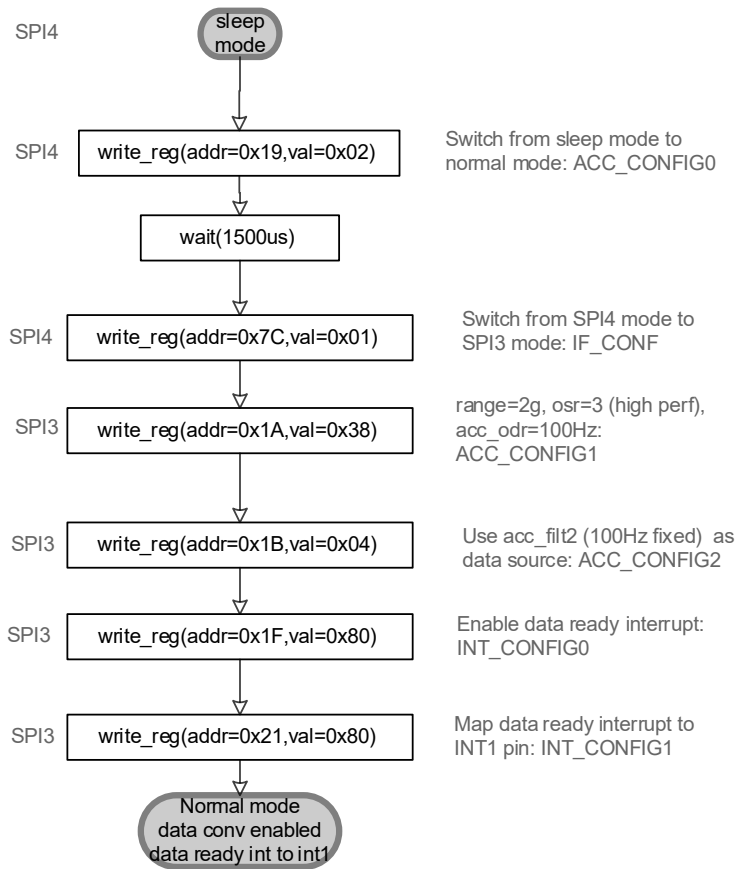 SPI4
sleep
mode
SPI4
write_reg(addr=0x19,val=0x02)
Switch from sleep mode to
normal mode: ACC_CONFIG0
wait(1500us)
SPI4
write_reg(addr=0x7C,val=0x01)
Switch from SPI4 mode to
SPI3 mode: IF_CONF
SPI3
write_reg(addr=0x1A,val=0x38)
range=2g, osr=3 (high perf),
acc_odr=100Hz:
ACC_CONFIG1
SPI3
write_reg(addr=0x1B,val=0x04)
Use acc_filt2 (100Hz fixed) as
data source: ACC_CONFIG2
SPI3
write_reg(addr=0x1F,val=0x80)
Enable data ready interrupt:
INT_CONFIG0
SPI3
write_reg(addr=0x21,val=0x80)
Map data ready interrupt to
INT1 pin: INT_CONFIG1
Normal mode
data conv enabled
data ready int to int1